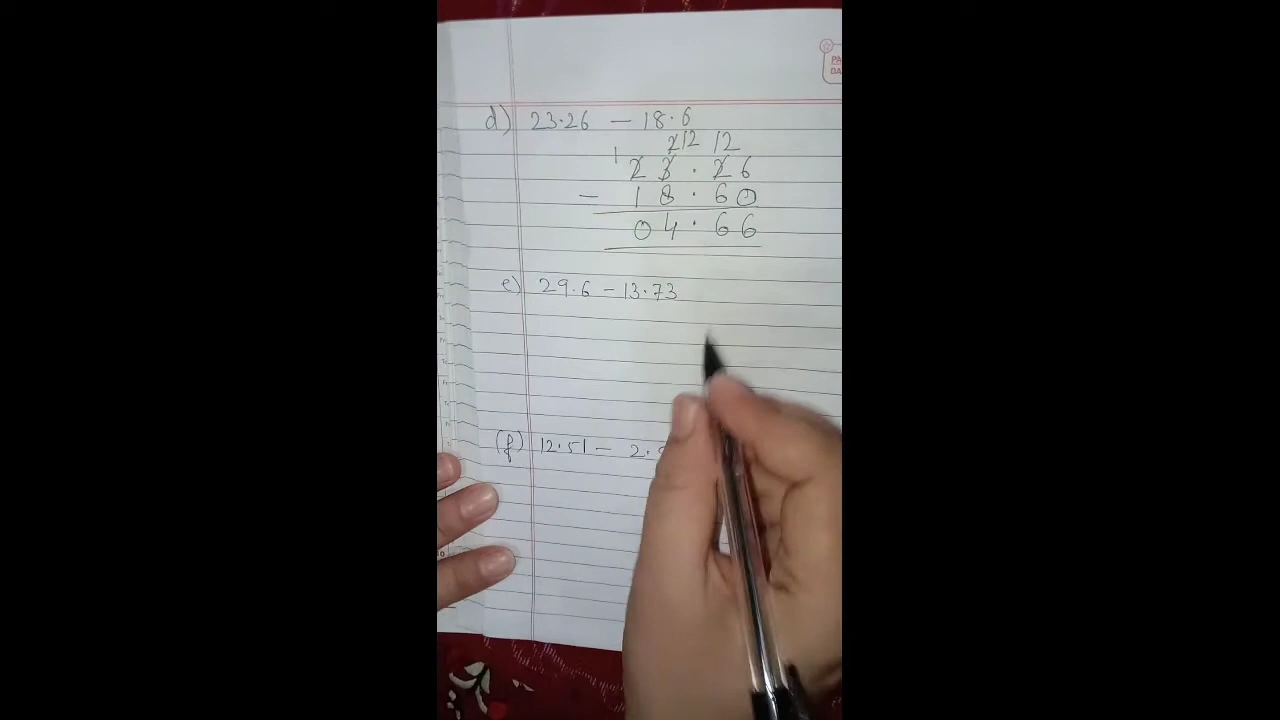 d) 23.26 — 18.6
1 2 12 12
2 3 . 2 6
— 1 8 . 6 0
0 4 . 6 6
e) 29.6 — 13.73
(f) 12.51 — 2.